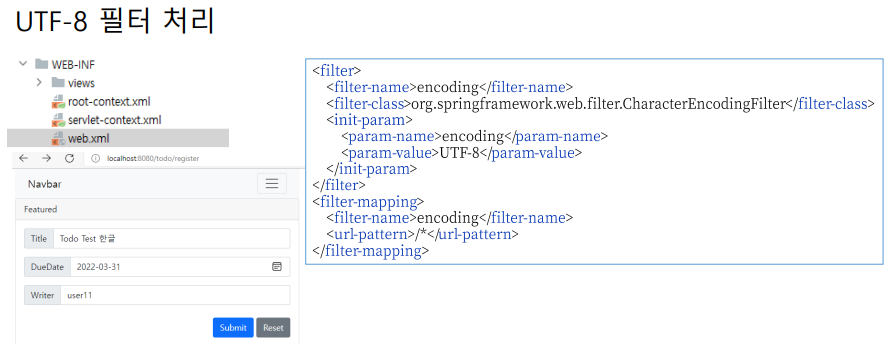 UTF-8 필터 처리
WEB-INF
views
root-context.xml
servlet-context.xml
web.xml
localhost:8080/todo/register
Navbar
Featured
Title Todo Test 한글
DueDate 2022-03-31
Writer user11
Submit Reset
<filter>
<filter-name>encoding</filter-name>
<filter-class>org.springframework.web.filter.CharacterEncodingFilter</filter-class>
<init-param>
<param-name>encoding</param-name>
<param-value>UTF-8</param-value>
</init-param>
</filter>
<filter-mapping>
<filter-name>encoding</filter-name>
<url-pattern>/*</url-pattern>
</filter-mapping>